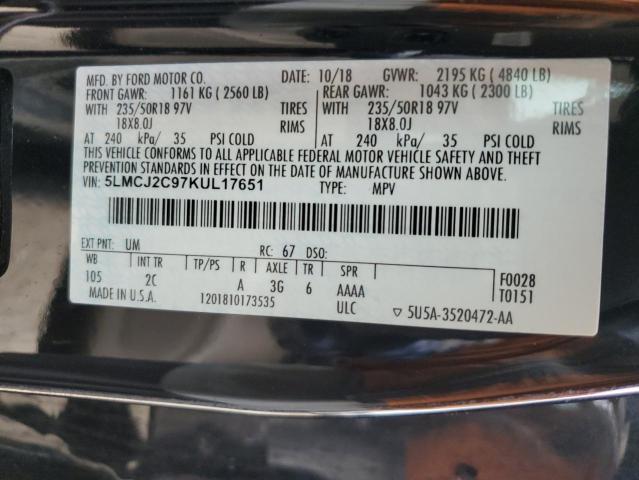 MFD. BY FORD MOTOR CO. DATE: 10/18 GVWR: 2195 KG ( 4840 LB)
FRONT GAWR: 1161 KG ( 2560 LB) REAR GAWR: 1043 KG ( 2300 LB)
WITH 235/50R18 97V TIRES WITH 235/50R18 97V TIRES
18X8.0J RIMS 18X8.0J RIMS
AT 240 kPa/ 35 PSI COLD AT 240 kPa/ 35 PSI COLD
THIS VEHICLE CONFORMS TO ALL APPLICABLE FEDERAL MOTOR VEHICLE SAFETY AND THEFT
PREVENTION STANDARDS IN EFFECT ON THE DATE OF MANUFACTURE SHOWN ABOVE.
VIN: 5LMCJ2C97KUL17651 TYPE: MPV
EXT PNT: UM RC: 67 DSO:
WB INT TR TP/PS R AXLE TR SPR F0028
105 2C A 3G 6 AAAA T0151
MADE IN U.S.A. 1201810173535 ULC ▽ 5U5A-3520472-AA